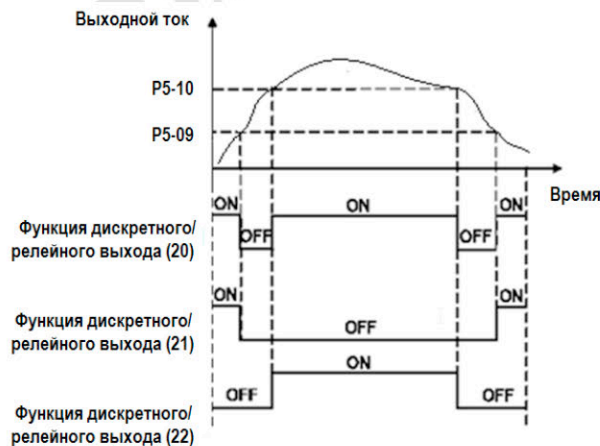 Выходной ток
P5-10
P5-09
Время
ON
ON
ON
Функция дискретного/
релейного выхода (20)
OFF
OFF
ON
ON
Функция дискретного/
релейного выхода (21)
OFF
ON
OFF
OFF
Функция дискретного/
релейного выхода (22)